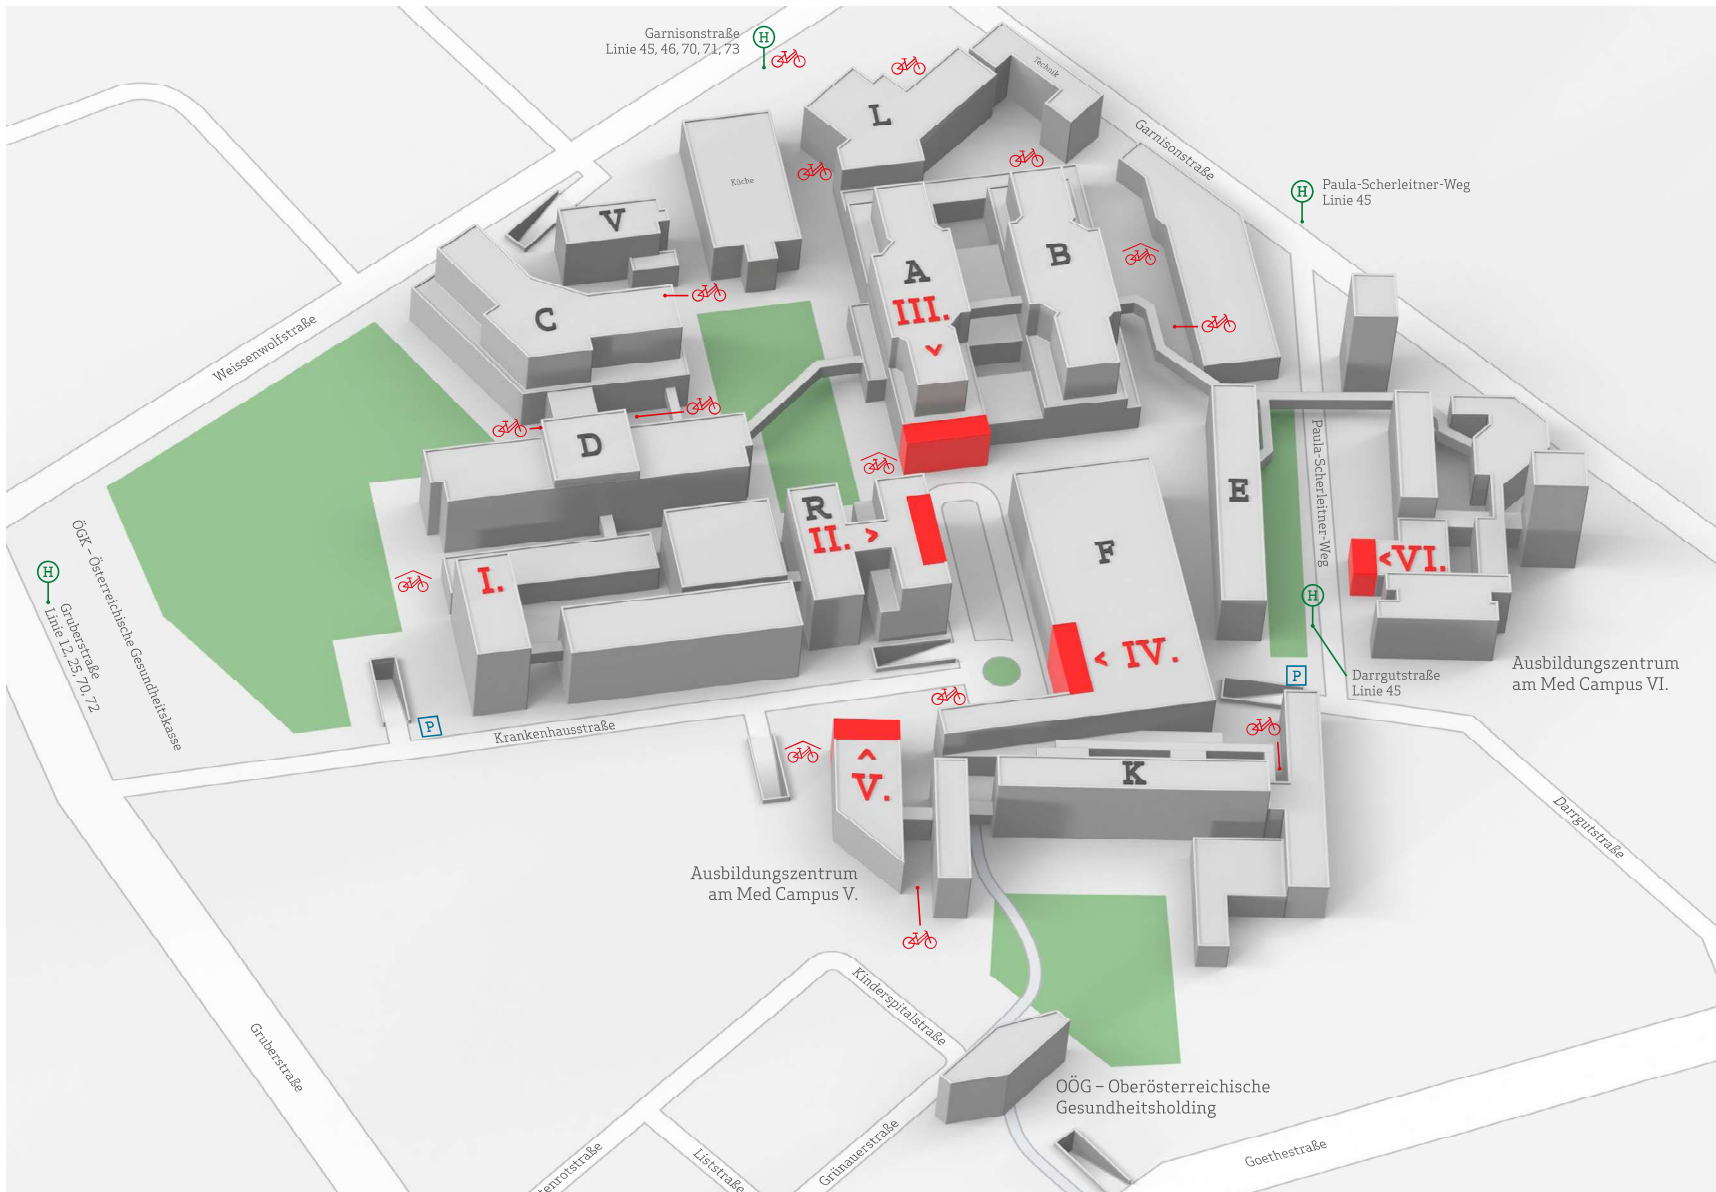 Garnisonstraße
Linie 45, 46, 70, 71, 73
H
L
Technik
Garnisonstraße
Küche
H
Paula-Scherleitner-Weg
Linie 45
V
A
III.
B
C
Weissenwolfstraße
D
E
Paula-Scherleitner-Weg
R
II. >
F
<VI.
I.
H
Gruberstraße
Linie 12, 25, 70, 72
ÖGK – Österreichische Gesundheitskasse
H
Darrgutstraße
Linie 45
< IV.
P
Ausbildungszentrum
am Med Campus VI.
P
Krankenhausstraße
V.
K
Darrgutstraße
Ausbildungszentrum
am Med Campus V.
Kinderspitalstraße
Gruberstraße
OÖG – Oberösterreichische
Gesundheitsholding
Goethestraße
tenrotstraße
Liststraße
Grünauerstraße